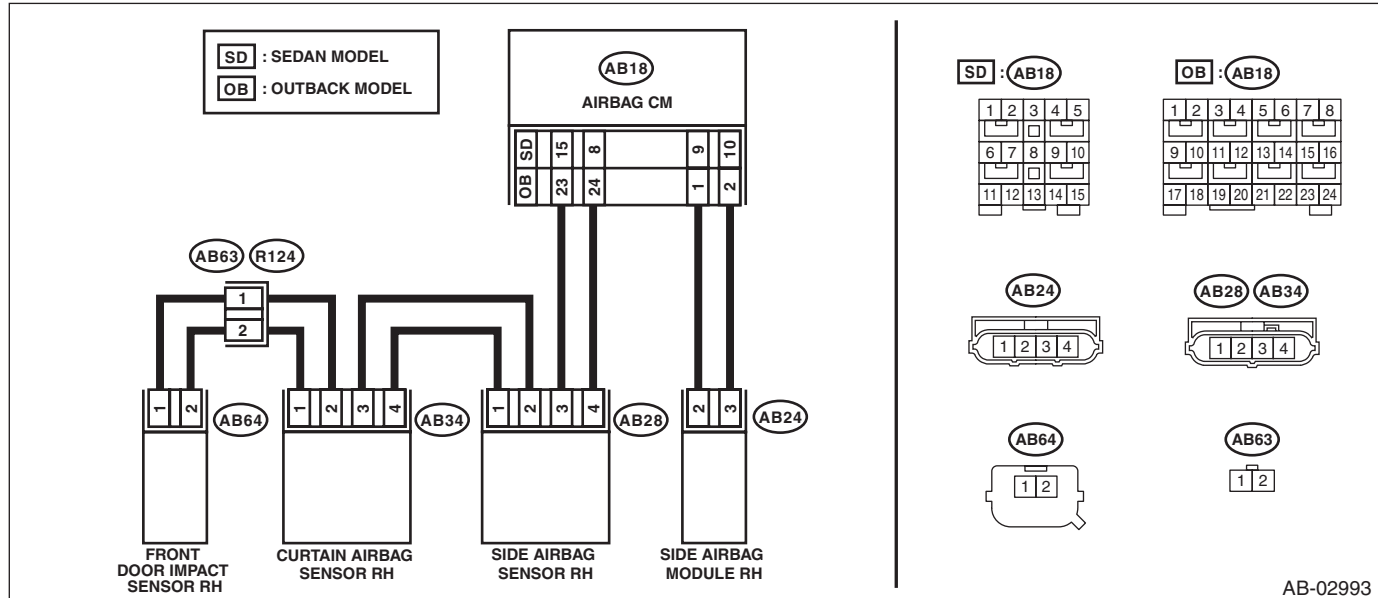 SD : SEDAN MODEL
OB : OUTBACK MODEL
AB18
AIRBAG CM
SD 15 8 9 10
OB 23 24 1 2
AB63 R124
1
2
1 2 AB64
1 2 3 4 AB34
1 2 3 4 AB28
2 3 AB24
FRONT
DOOR IMPACT
SENSOR RH
CURTAIN AIRBAG
SENSOR RH
SIDE AIRBAG
SENSOR RH
SIDE AIRBAG
MODULE RH
SD : AB18
1 2 3 4 5
6 7 8 9 10
11 12 13 14 15
OB : AB18
1 2 3 4 5 6 7 8
9 10 11 12 13 14 15 16
17 18 19 20 21 22 23 24
AB24
1 2 3 4
AB28 AB34
1 2 3 4
AB64
1 2
AB63
1 2
AB-02993